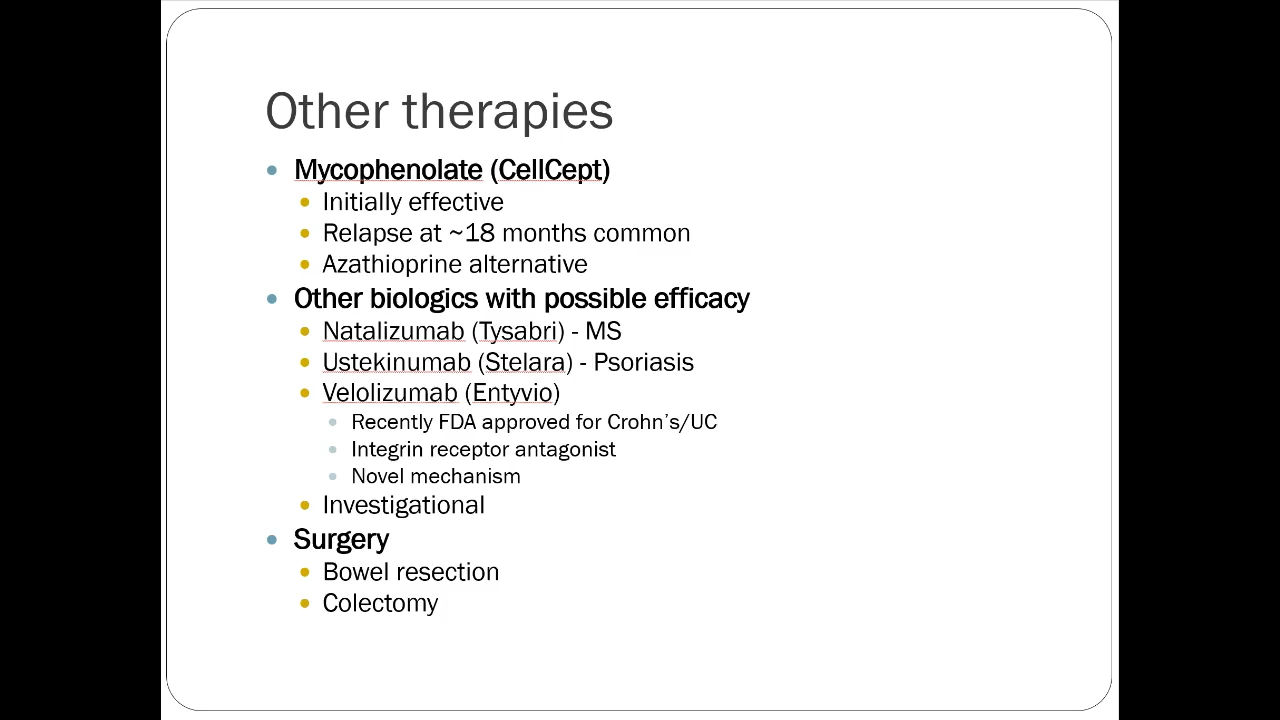 Other therapies
Mycophenolate (CellCept)
Initially effective
Relapse at ~18 months common
Azathioprine alternative
Other biologics with possible efficacy
Natalizumab (Tysabri) - MS
Ustekinumab (Stelara) - Psoriasis
Velolizumab (Entyvio)
Recently FDA approved for Crohn's/UC
Integrin receptor antagonist
Novel mechanism
Investigational
Surgery
Bowel resection
Colectomy